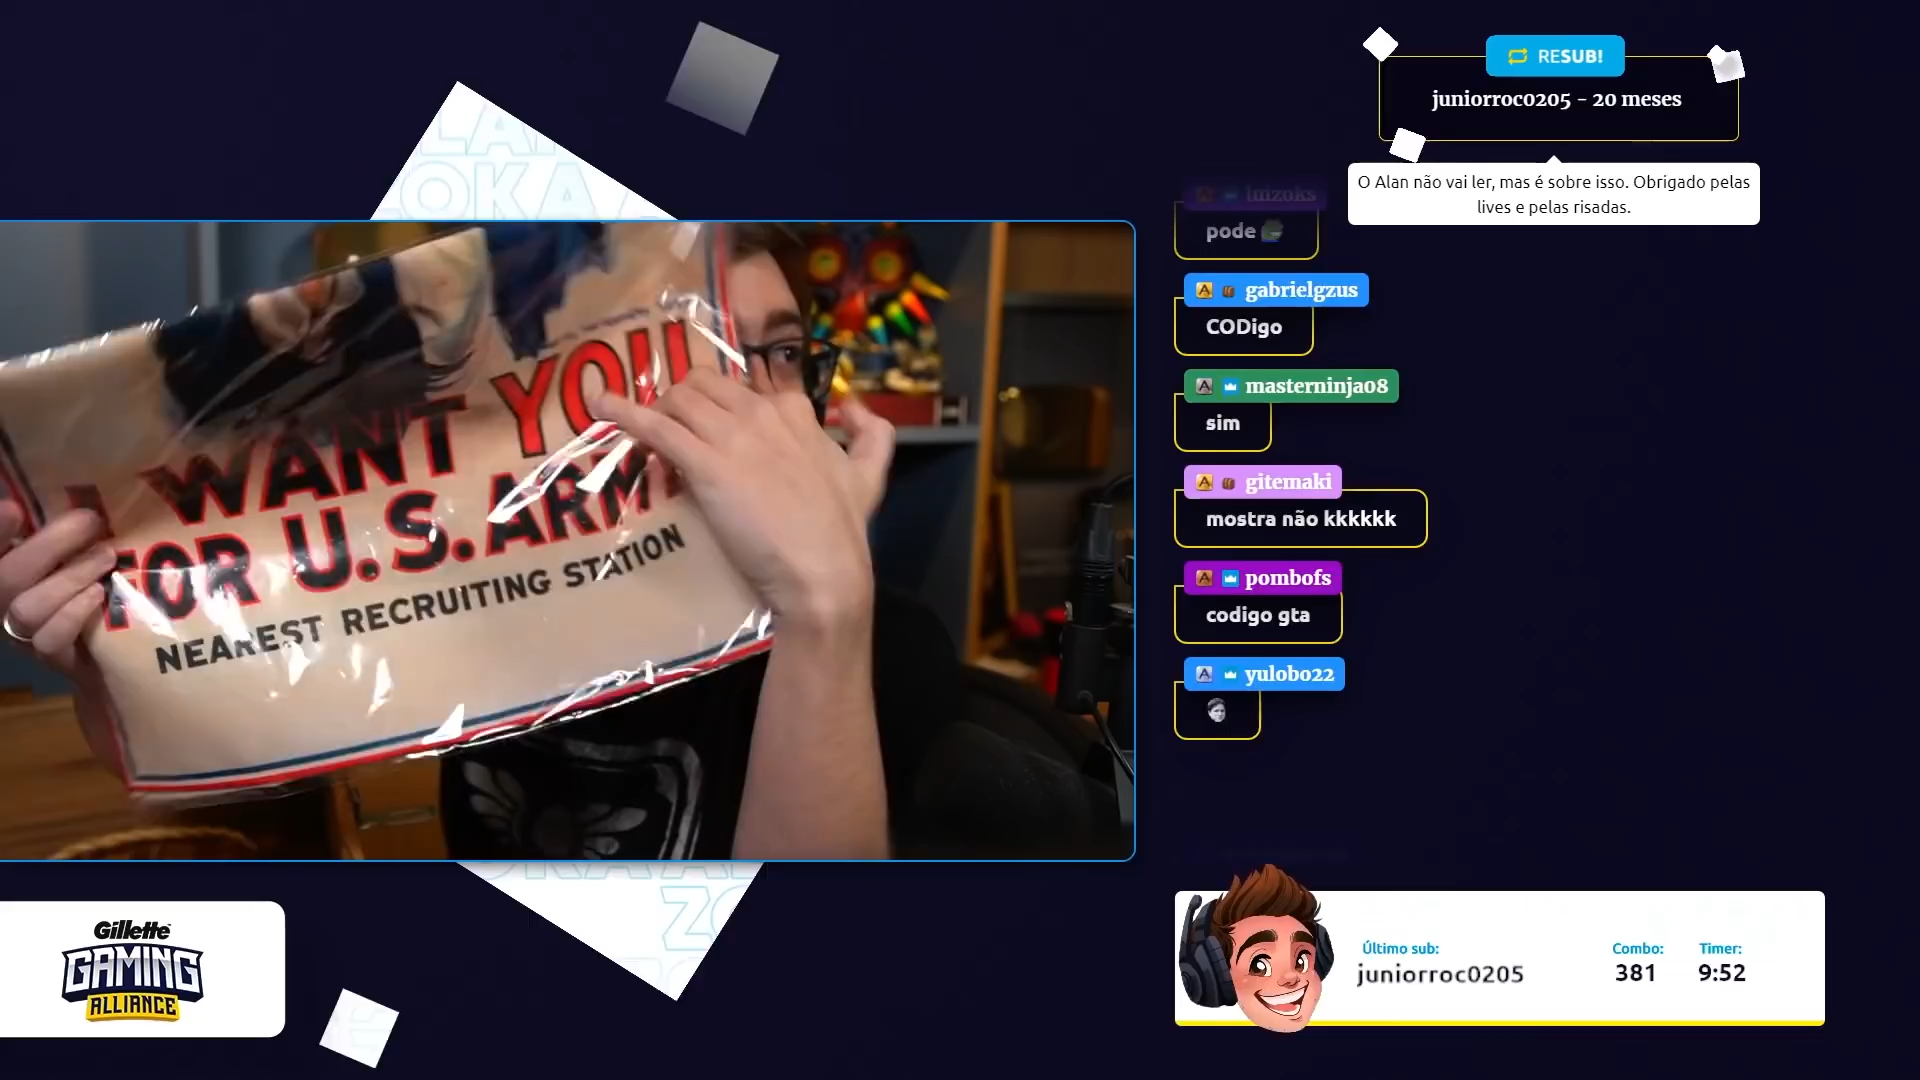 RESUB!
juniorroc0205 - 20 meses
O Alan não vai ler, mas é sobre isso. Obrigado pelas
lives e pelas risadas.
luizoks
pode
gabrielgzus
CODigo
masterninja08
sim
gitemaki
mostra não kkkkkk
pombofs
codigo gta
yulobo22
I WANT YOU
FOR U.S. ARMY
NEAREST RECRUITING STATION
OKA
Gillette
GAMING
ALLIANCE
Último sub:
juniorroc0205
Combo:
381
Timer:
9:52